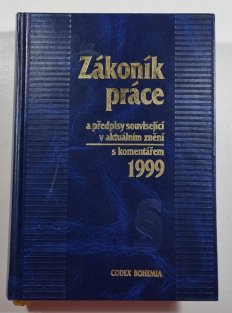 Zákoník
práce
a předpisy související
v aktuálním znění
s komentářem
1999
CODEX BOHEMIA